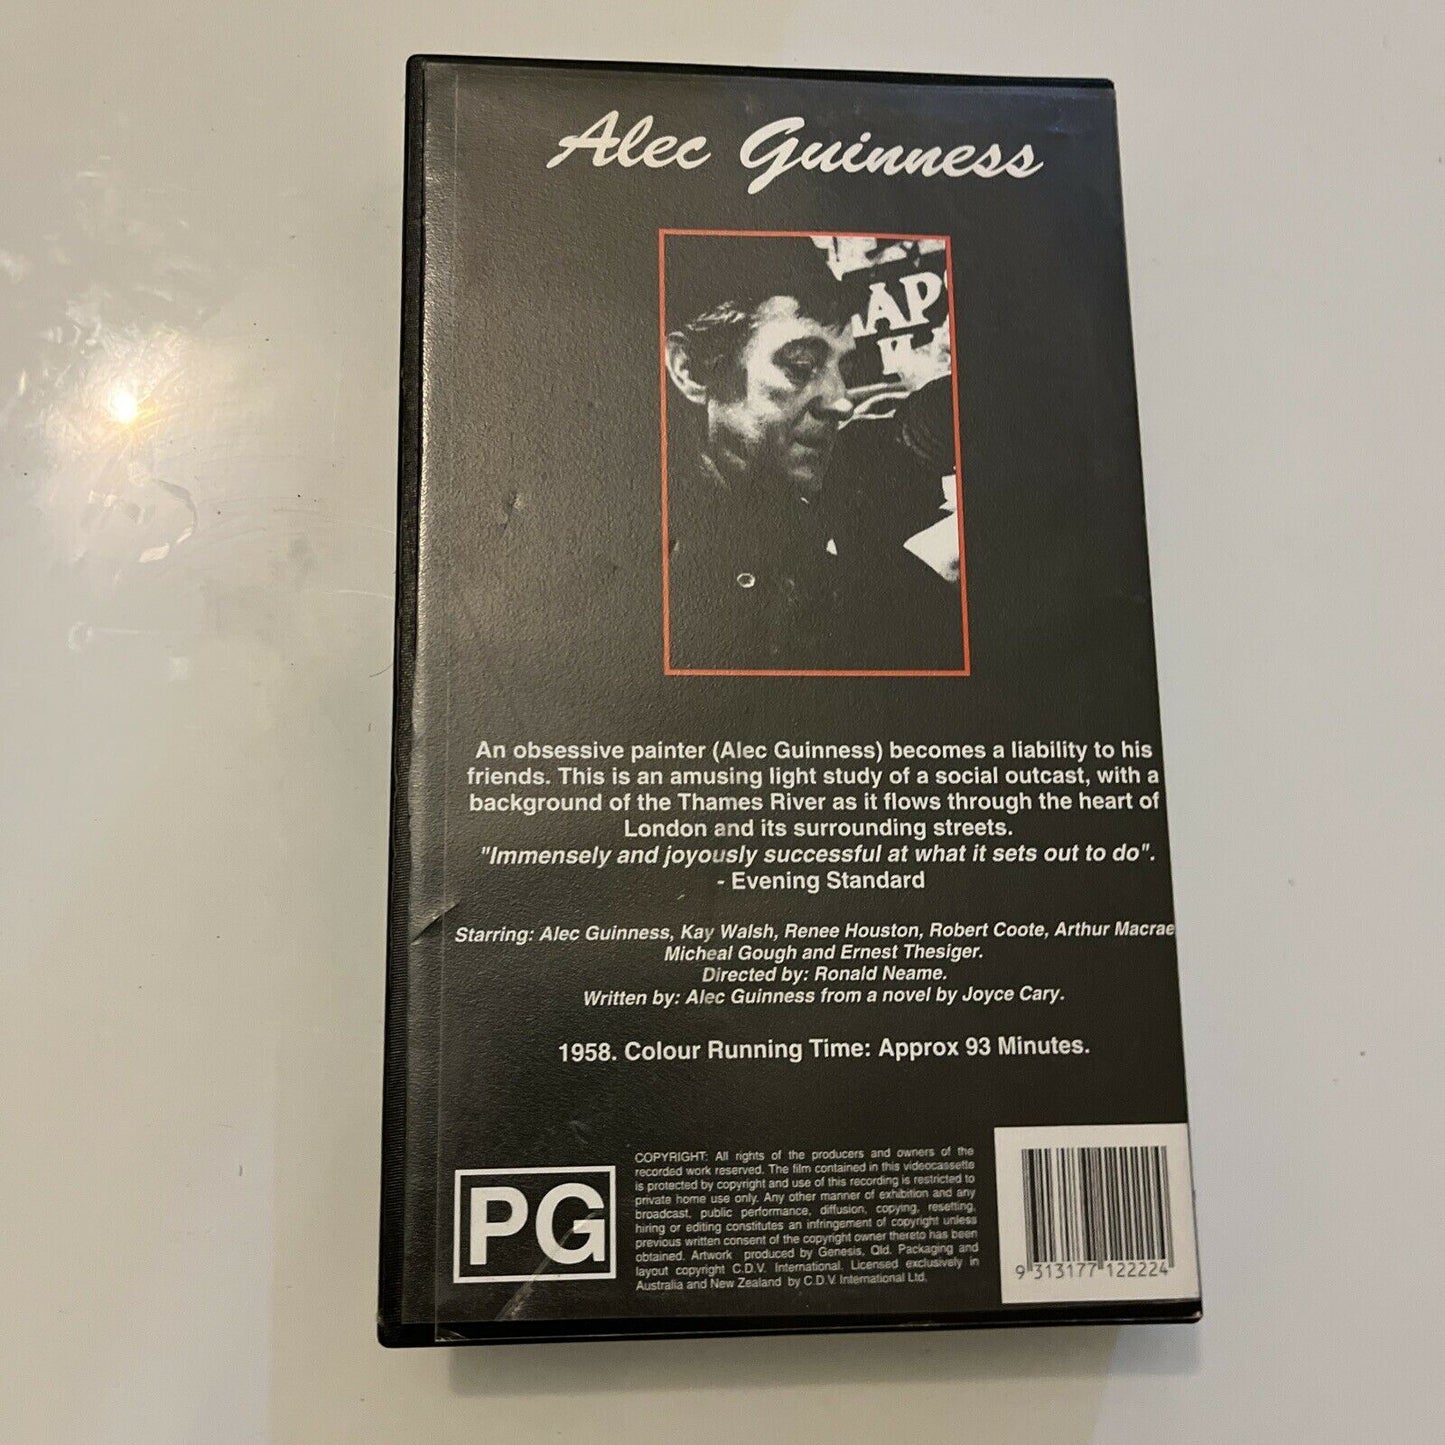 Alec Guinness
AP
An obsessive painter (Alec Guinness) becomes a liability to his
friends. This is an amusing light study of a social outcast, with a
background of the Thames River as it flows through the heart of
London and its surrounding streets.
"Immensely and joyously successful at what it sets out to do".
- Evening Standard
Starring: Alec Guinness, Kay Walsh, Renee Houston, Robert Coote, Arthur Macrae
Micheal Gough and Ernest Thesiger.
Directed by: Ronald Neame.
Written by: Alec Guinness from a novel by Joyce Cary.
1958. Colour Running Time: Approx 93 Minutes.
PG
COPYRIGHT: All rights of the producers and owners of the
recorded work reserved. The film contained in this videocassette
is protected by copyright and use of this recording is restricted to
private home use only. Any other manner of exhibition and any
broadcast, public performance, diffusion, copying, resetting,
hiring or editing constitutes an infringement of copyright unless
previous written consent of the copyright owner thereto has been
obtained. Artwork produced by Genesis, Qld. Packaging and
layout copyright C.D.V. International. Licensed exclusively in
Australia and New Zealand by C.D.V. International Ltd.
9 313177 122224